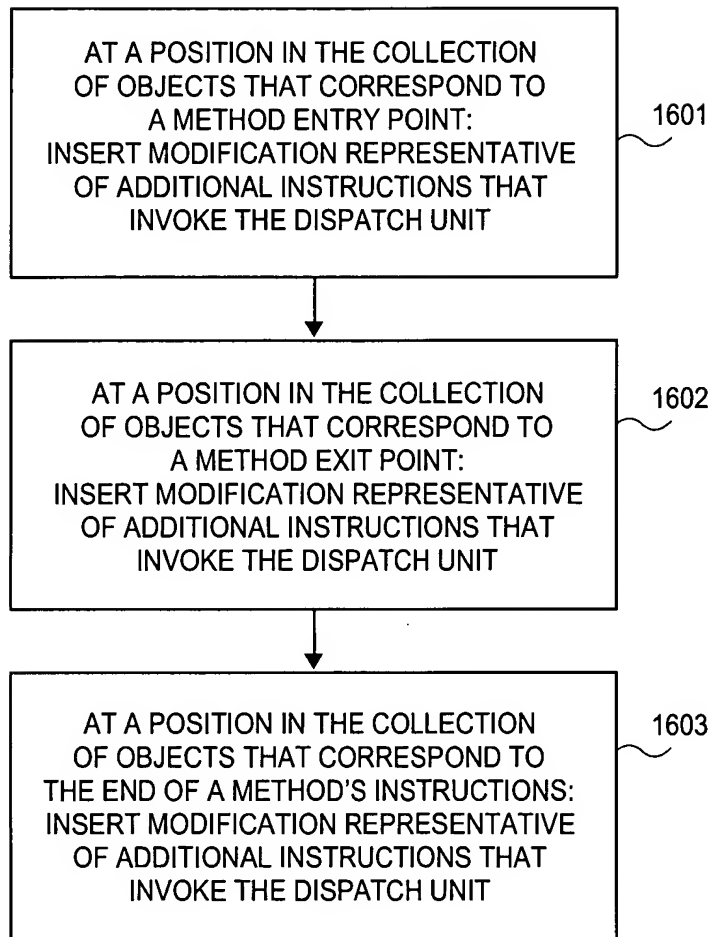 AT A POSITION IN THE COLLECTION
OF OBJECTS THAT CORRESPOND TO
A METHOD ENTRY POINT:
INSERT MODIFICATION REPRESENTATIVE
OF ADDITIONAL INSTRUCTIONS THAT
INVOKE THE DISPATCH UNIT
1601
AT A POSITION IN THE COLLECTION
OF OBJECTS THAT CORRESPOND TO
A METHOD EXIT POINT:
INSERT MODIFICATION REPRESENTATIVE
OF ADDITIONAL INSTRUCTIONS THAT
INVOKE THE DISPATCH UNIT
1602
AT A POSITION IN THE COLLECTION
OF OBJECTS THAT CORRESPOND TO
THE END OF A METHOD'S INSTRUCTIONS:
INSERT MODIFICATION REPRESENTATIVE
OF ADDITIONAL INSTRUCTIONS THAT
INVOKE THE DISPATCH UNIT
1603